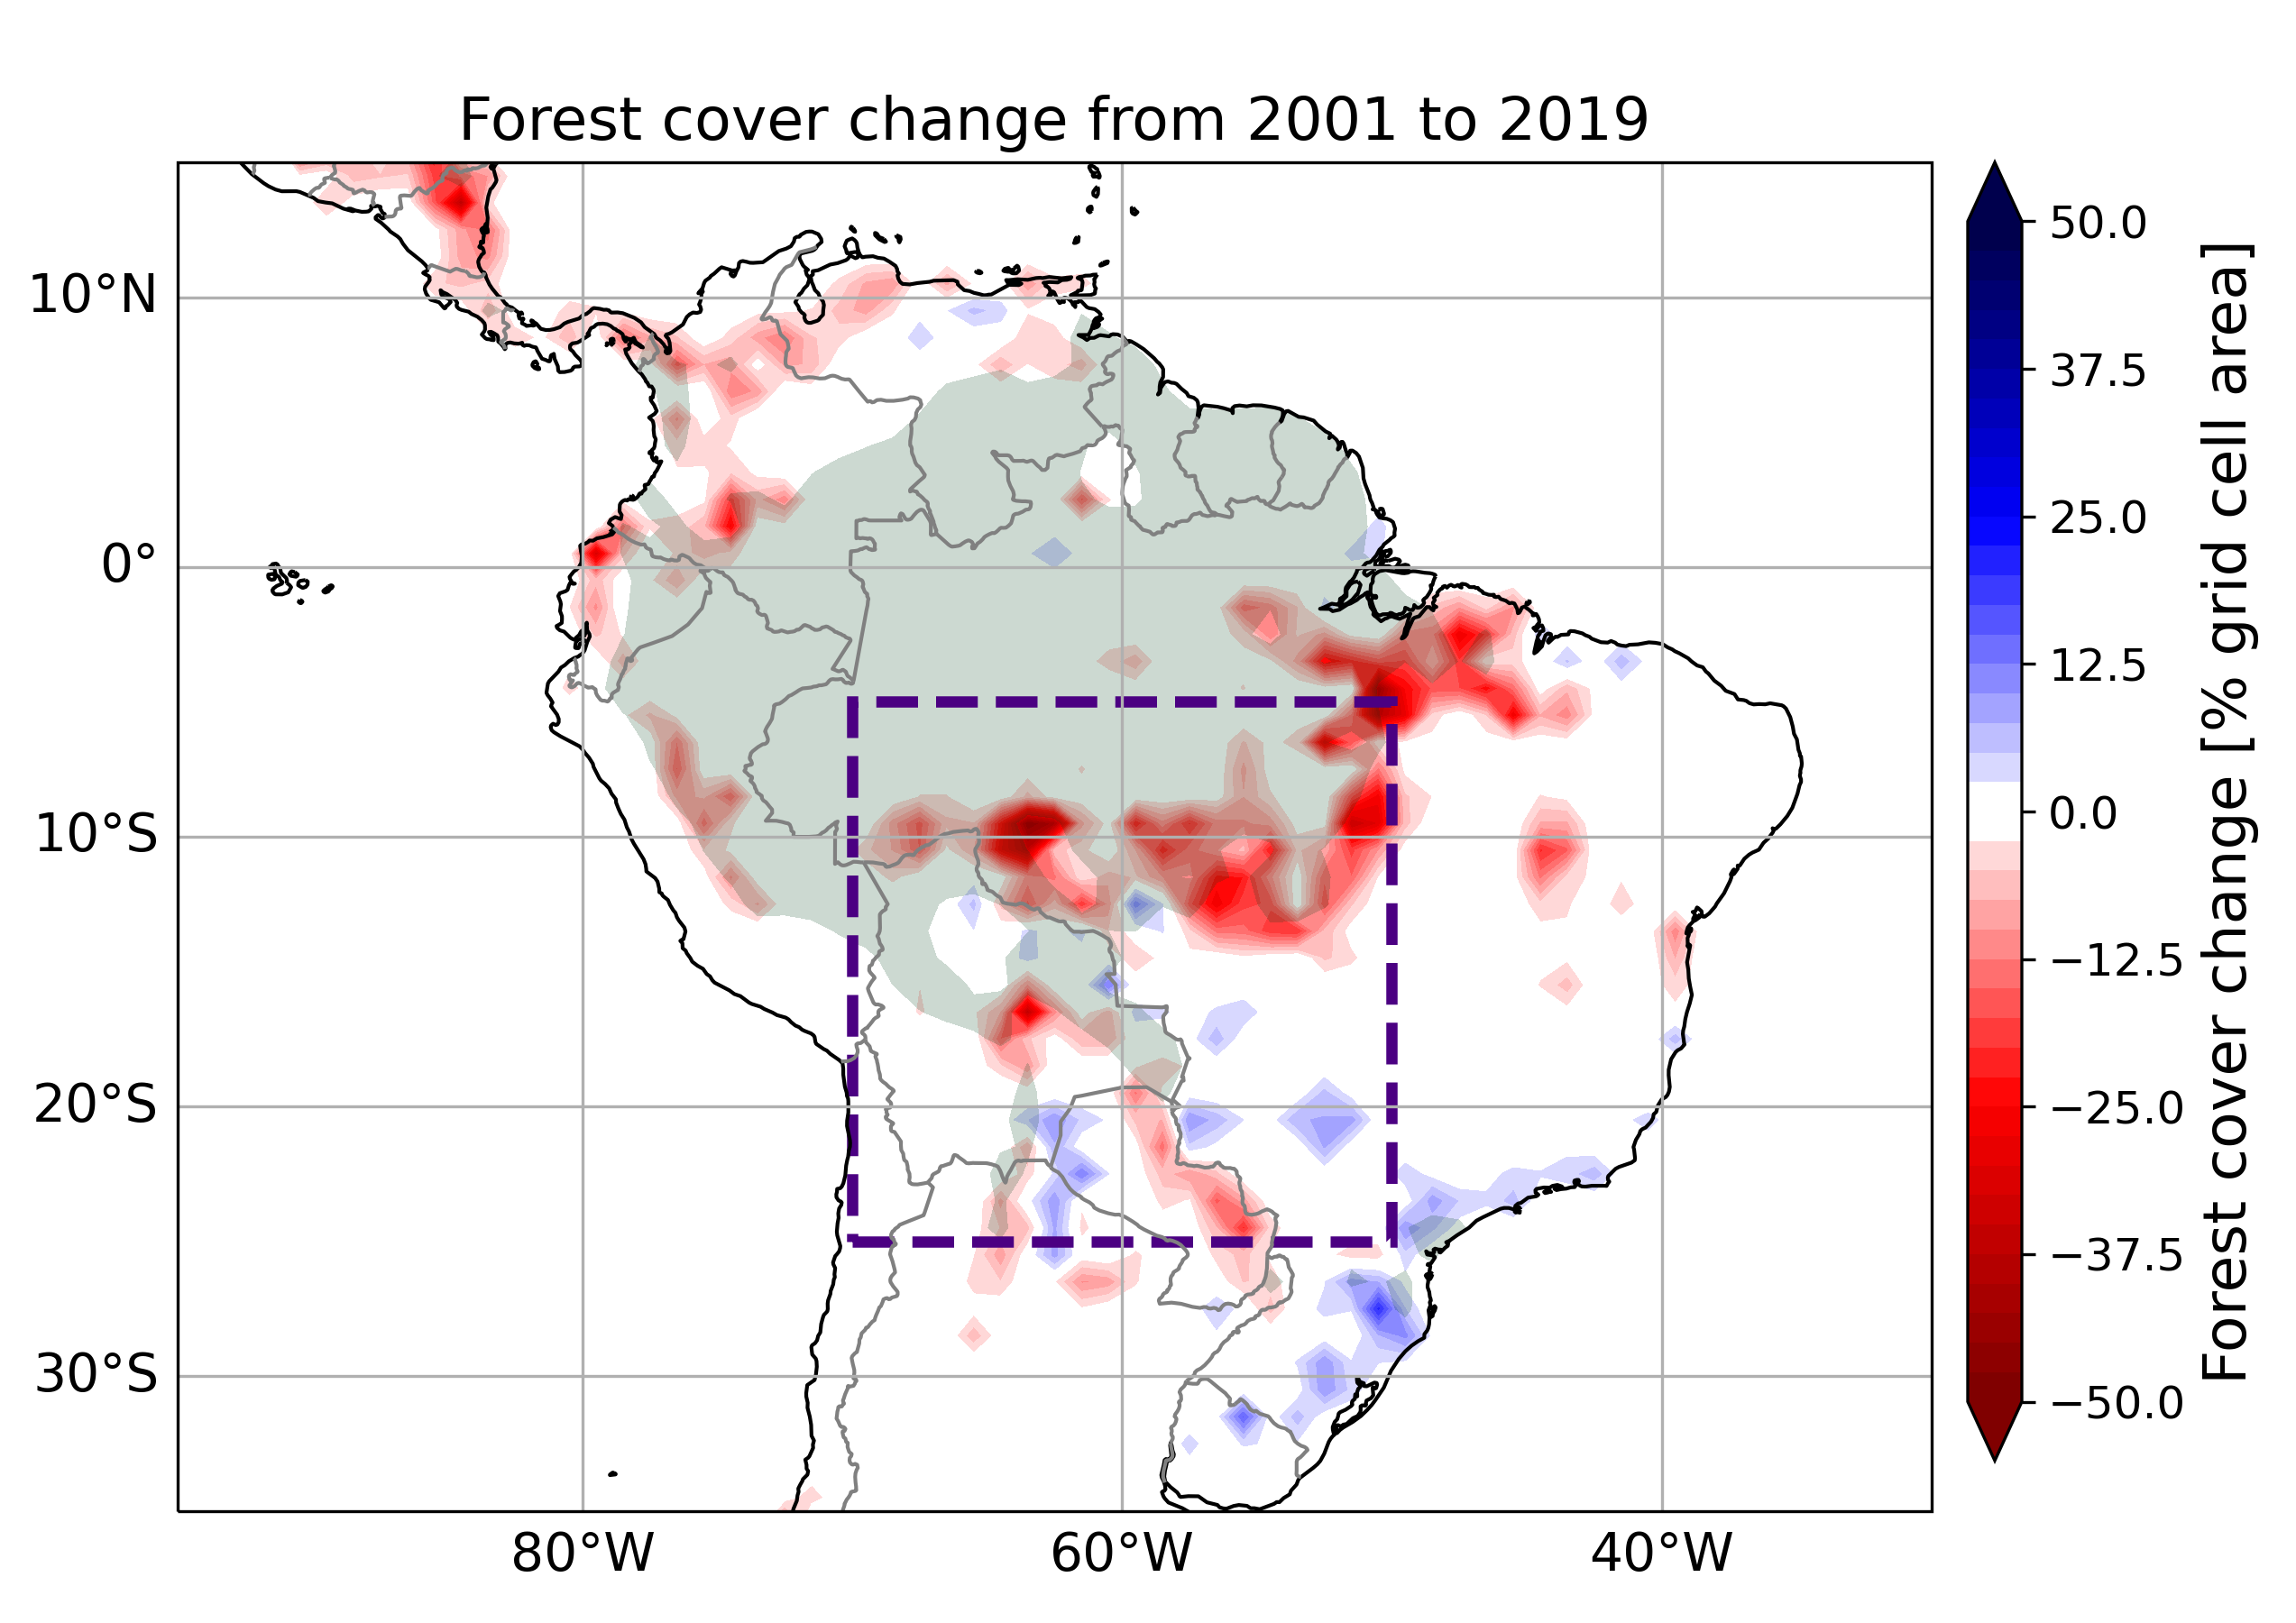 Forest cover change from 2001 to 2019
10°N
0°
10°S
20°S
30°S
80°W
60°W
40°W
50.0
37.5
25.0
12.5
0.0
−12.5
−25.0
−37.5
−50.0
Forest cover change [% grid cell area]